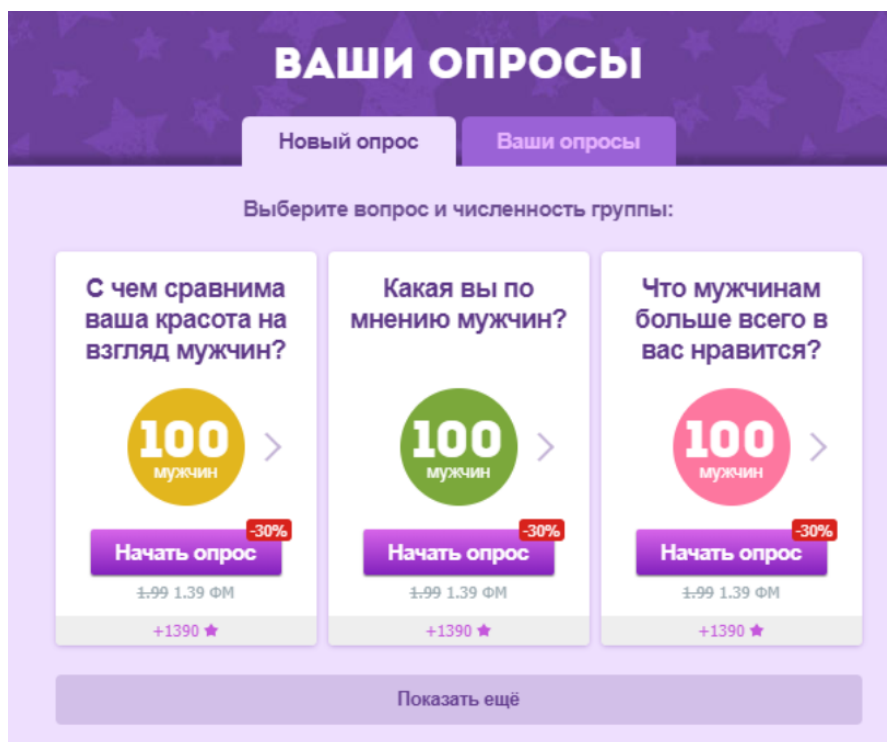 ВАШИ ОПРОСЫ
Новый опрос
Ваши опросы
Выберите вопрос и численность группы:
С чем сравнима
ваша красота на
взгляд мужчин?
100
мужчин
-30%
Начать опрос
1.99 1.39 ФМ
+1390
Какая вы по
мнению мужчин?
100
мужчин
-30%
Начать опрос
1.99 1.39 ФМ
+1390
Что мужчинам
больше всего в
вас нравится?
100
мужчин
-30%
Начать опрос
1.99 1.39 ФМ
+1390
Показать ещё